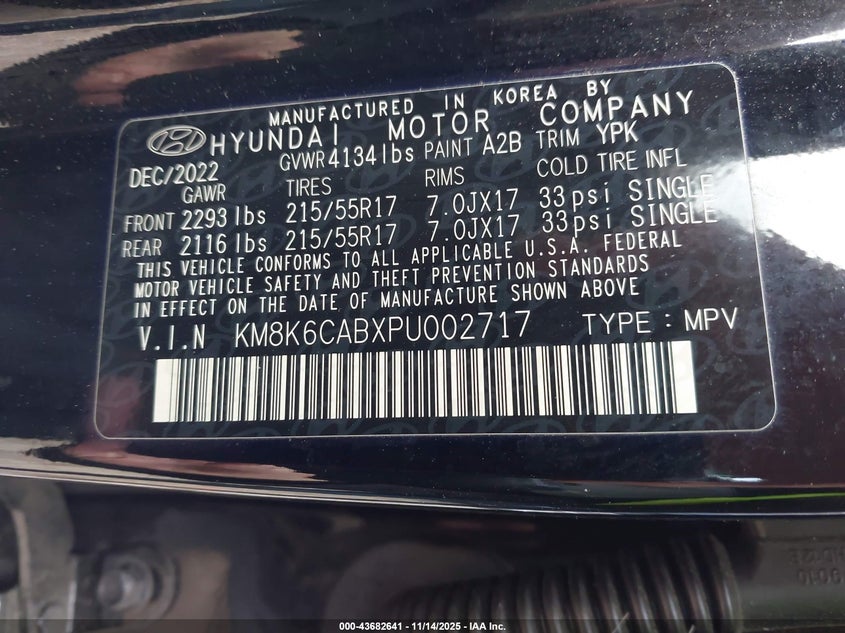 MANUFACTURED IN KOREA BY
HYUNDAI MOTOR COMPANY
DEC/2022 GVWR 4134lbs PAINT A2B TRIM YPK
GAWR TIRES RIMS COLD TIRE INFL
FRONT 2293 lbs 215/55R17 7.0JX17 33psi SINGLE
REAR 2116 lbs 215/55R17 7.0JX17 33psi SINGLE
THIS VEHICLE CONFORMS TO ALL APPLICABLE U.S.A. FEDERAL
MOTOR VEHICLE SAFETY AND THEFT PREVENTION STANDARDS
IN EFFECT ON THE DATE OF MANUFACTURE SHOWN ABOVE
V.I.N KM8K6CABXPU002717 TYPE : MPV
000-43682641 - 11/14/2025 - IAA Inc.